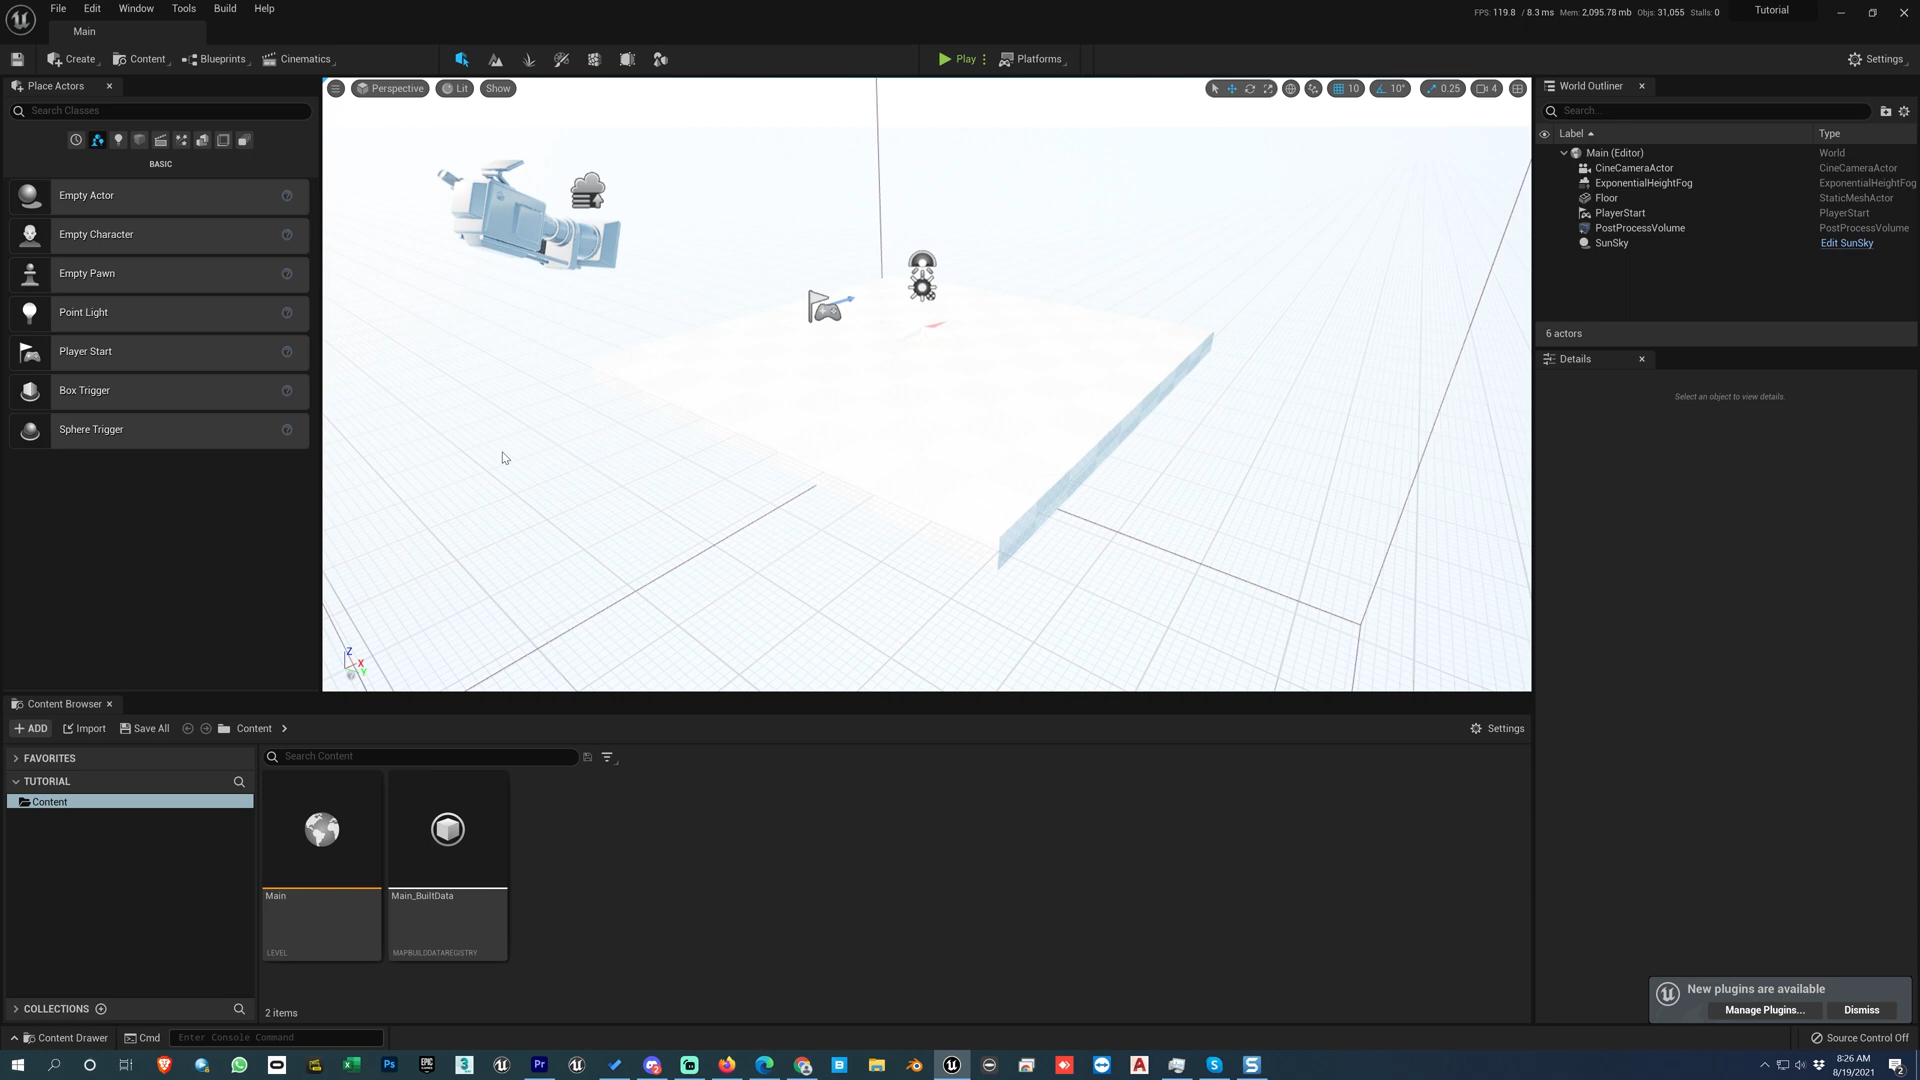 File Edit Window Tools Build Help
FPS: 119.8 / 8.3 ms Mem: 2,095.78 mb Objs: 31,055 Stalls: 0
Tutorial
Main
Create
Content
Blueprints
Cinematics
Play
Platforms
Settings
Place Actors
Search Classes
BASIC
Empty Actor
Empty Character
Empty Pawn
Point Light
Player Start
Box Trigger
Sphere Trigger
Perspective
Lit
Show
10
10°
0.25
4
Z
X
Y
World Outliner
Search...
Label Type
Main (Editor) World
CineCameraActor CineCameraActor
ExponentialHeightFog ExponentialHeightFog
Floor StaticMeshActor
PlayerStart PlayerStart
PostProcessVolume PostProcessVolume
SunSky Edit SunSky
6 actors
Details
Select an object to view details.
Content Browser
ADD Import Save All Content
Settings
FAVORITES
TUTORIAL
Content
COLLECTIONS
Search Content
Main
LEVEL
Main_BuiltData
MAPBUILDDATAREGISTRY
2 items
New plugins are available
Manage Plugins... Dismiss
Content Drawer Cmd Enter Console Command
Source Control Off
Ps
EPIC
GAMES
3
Pr
B
A
S
S
8:26 AM
8/19/2021
2